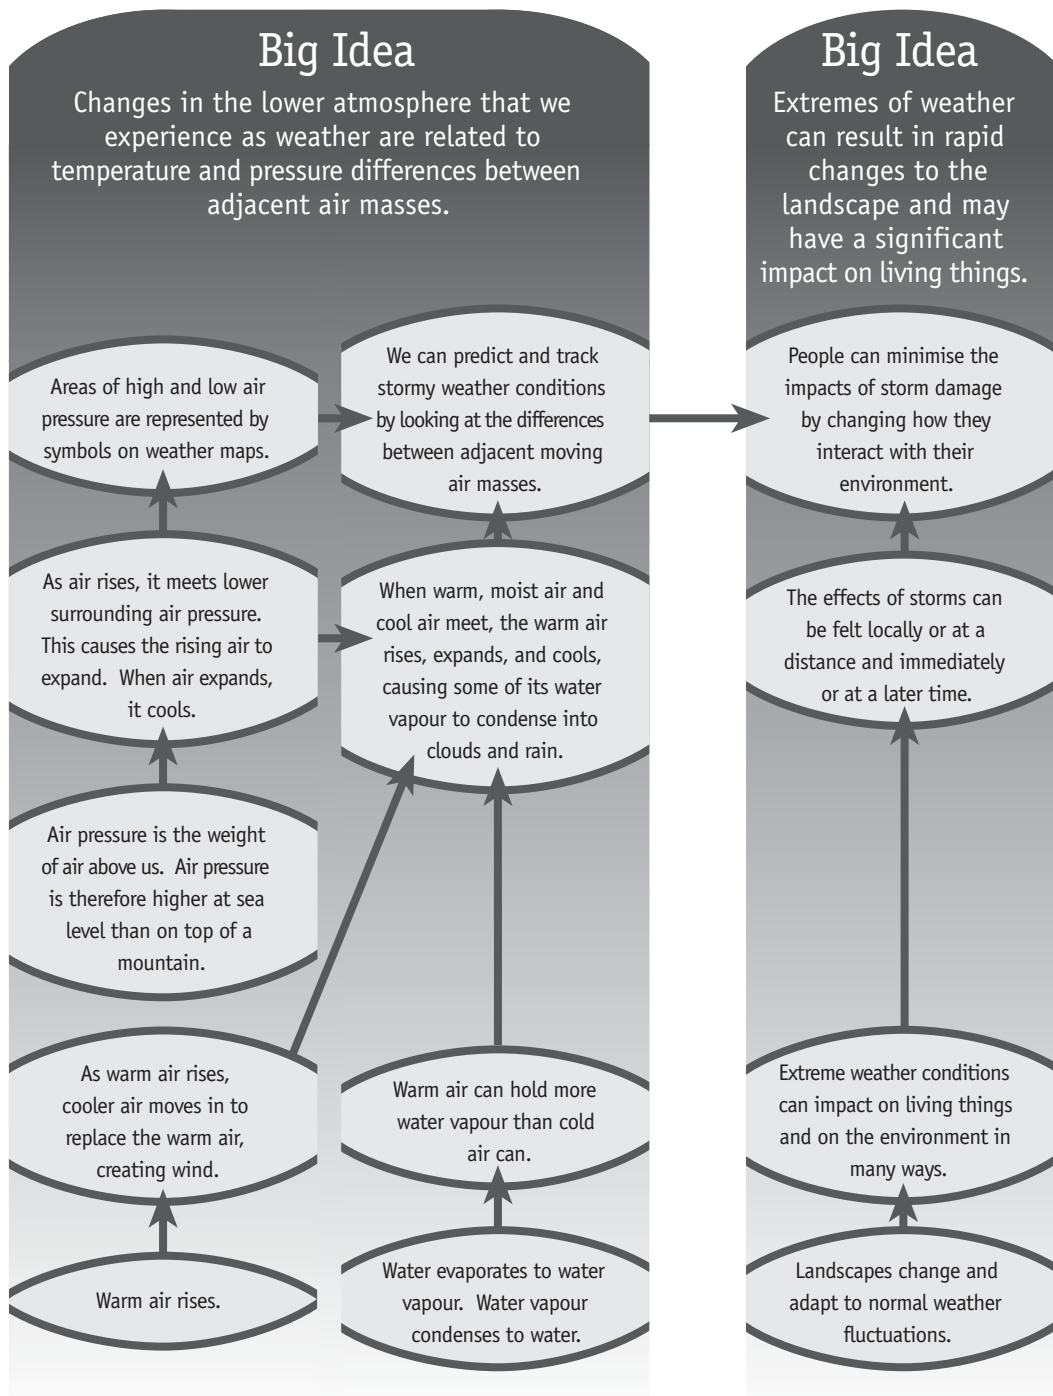 Big Idea
Changes in the lower atmosphere that we
experience as weather are related to
temperature and pressure differences between
adjacent air masses.
Areas of high and low air
pressure are represented by
symbols on weather maps.
We can predict and track
stormy weather conditions
by looking at the differences
between adjacent moving
air masses.
As air rises, it meets lower
surrounding air pressure.
This causes the rising air to
expand. When air expands,
it cools.
When warm, moist air and
cool air meet, the warm air
rises, expands, and cools,
causing some of its water
vapour to condense into
clouds and rain.
Air pressure is the weight
of air above us. Air pressure
is therefore higher at sea
level than on top of a
mountain.
As warm air rises,
cooler air moves in to
replace the warm air,
creating wind.
Warm air can hold more
water vapour than cold
air can.
Warm air rises.
Water evaporates to water
vapour. Water vapour
condenses to water.
Big Idea
Extremes of weather
can result in rapid
changes to the
landscape and may
have a significant
impact on living things.
People can minimise the
impacts of storm damage
by changing how they
interact with their
environment.
The effects of storms can
be felt locally or at a
distance and immediately
or at a later time.
Extreme weather conditions
can impact on living things
and on the environment in
many ways.
Landscapes change and
adapt to normal weather
fluctuations.